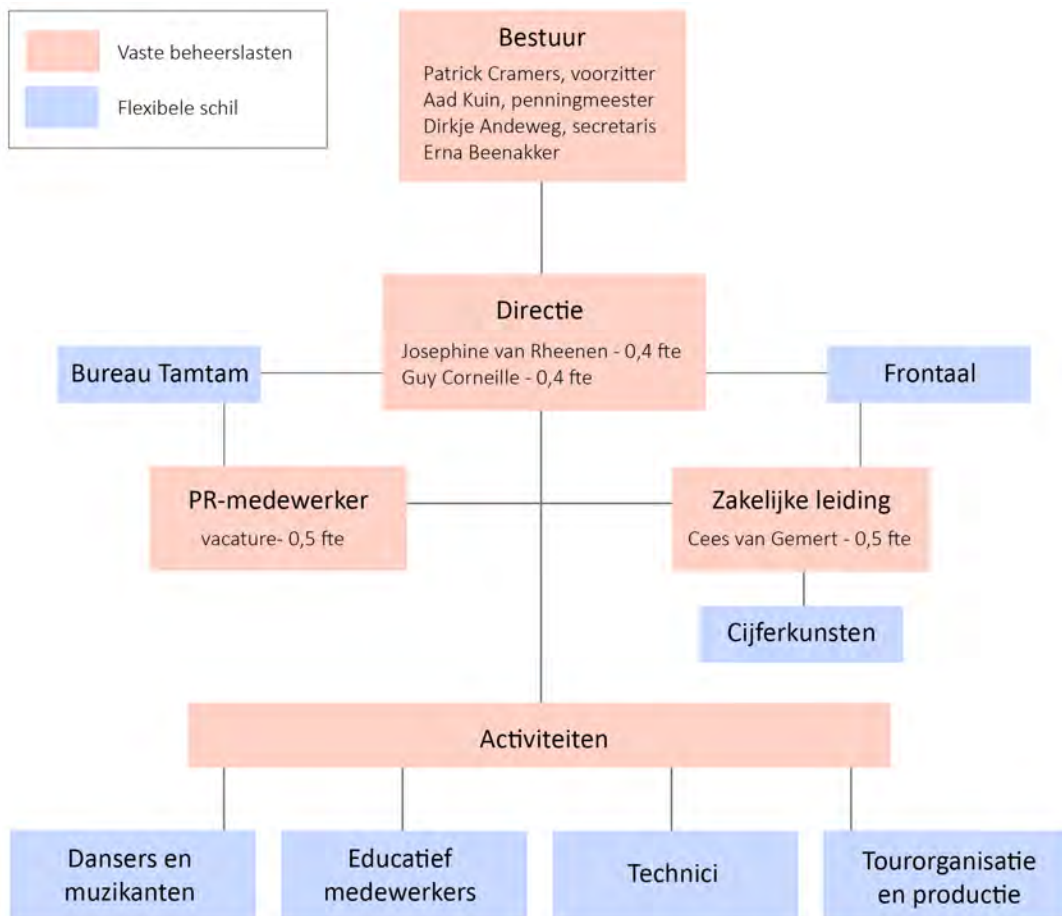 Vaste beheerslasten
Flexibele schil
Bestuur
Patrick Cramers, voorzitter
Aad Kuin, penningmeester
Dirkje Andeweg, secretaris
Erna Beenakker
Directie
Josephine van Rheenen - 0,4 fte
Guy Corneille - 0,4 fte
Bureau Tamtam
Frontaal
PR-medewerker
vacature- 0,5 fte
Zakelijke leiding
Cees van Gemert - 0,5 fte
Cijferkunsten
Activiteiten
Dansers en
muzikanten
Educatief
medewerkers
Technici
Tourorganisatie
en productie